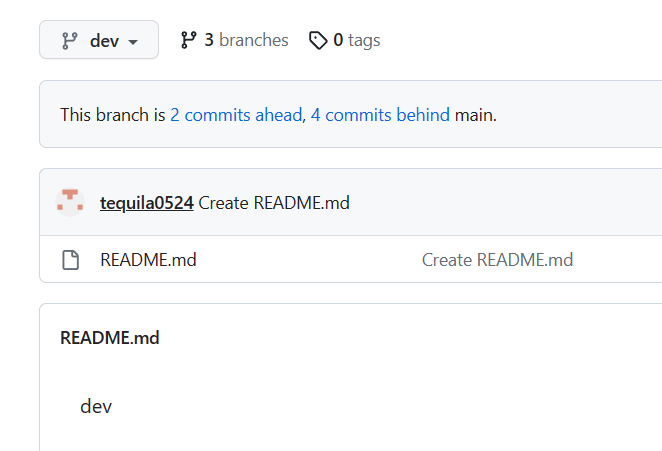 dev 3 branches 0 tags
This branch is 2 commits ahead, 4 commits behind main.
tequila0524 Create README.md
README.md Create README.md
README.md
dev